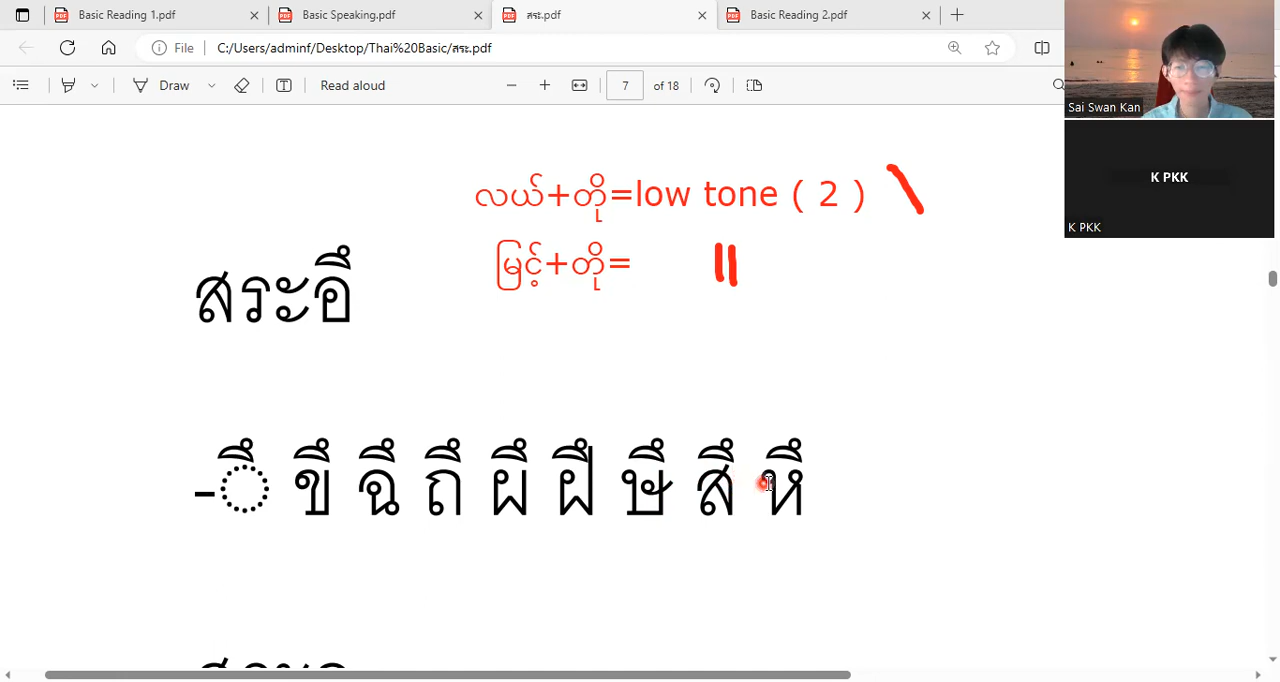 Basic Reading 1.pdf
Basic Speaking.pdf
สระ.pdf
Basic Reading 2.pdf
File
C:/Users/adminf/Desktop/Thai%20Basic/สระ.pdf
Draw
Read aloud
7 of 18
Sai Swan Kan
K PKK
K PKK
လယ်+တို=low tone ( 2 ) \
မြင့်+တို= ||
สระอึ
-ึ ขึ ฉึ ถึ ผึ ฝึ ษึ สึ หึ